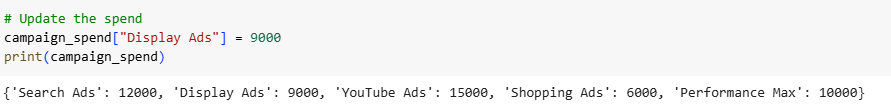 # Update the spend
campaign_spend["Display Ads"] = 9000
print(campaign_spend)
{'Search Ads': 12000, 'Display Ads': 9000, 'YouTube Ads': 15000, 'Shopping Ads': 6000, 'Performance Max': 10000}